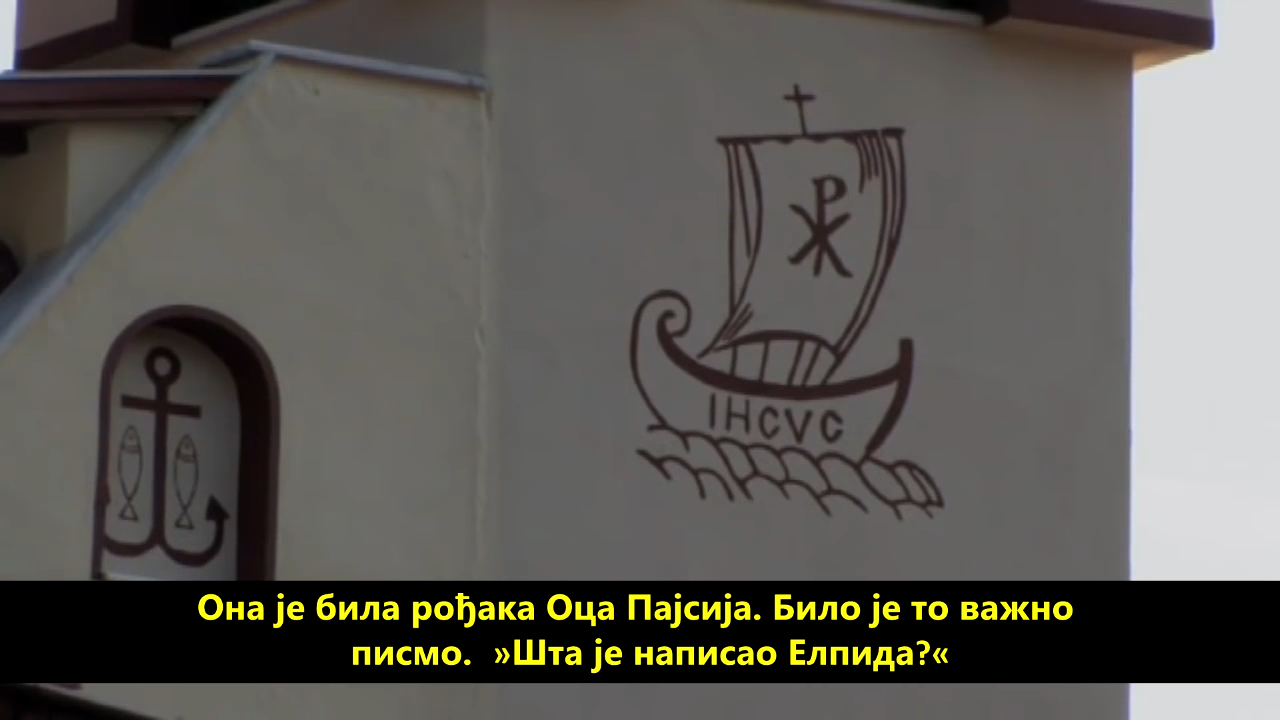 ☧
IHCVC
Она је била рођака Оца Пајсија. Било је то важно
писмо.  »Шта је написао Елпида?«